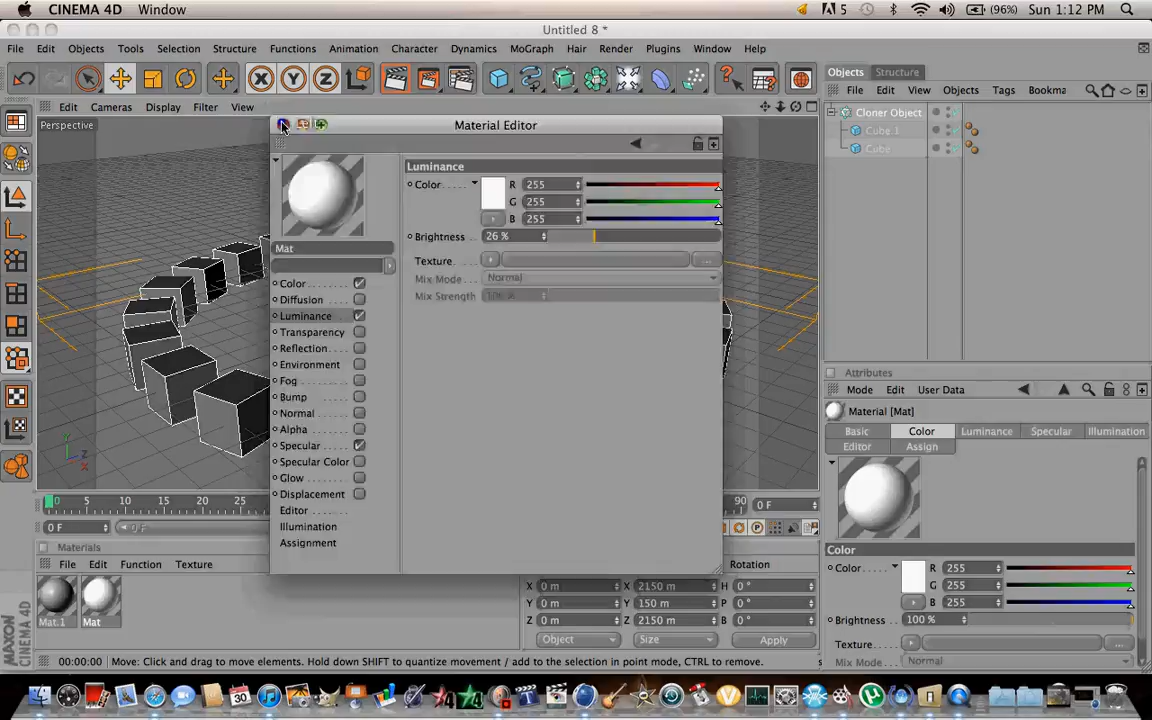 CINEMA 4D Window A 5 (96%) Sun 1:12 PM
Untitled 8 *
File Edit Objects Tools Selection Structure Functions Animation Character Dynamics MoGraph Hair Render Plugins Window Help
X Y Z
Objects Structure
File Edit View Objects Tags Bookma
Edit Cameras Display Filter View
Perspective
Cloner Object
Cube 1
Cube
Material Editor
Luminance
Color R 255
G 255
B 255
Brightness 26 %
Texture ...
Mix Mode Normal
Mix Strength
Mat
Color
Diffusion
Luminance
Transparency
Reflection
Environment
Fog
Bump
Normal
Alpha
Specular
Specular Color
Glow
Displacement
Editor
Illumination
Assignment
Y
X
Attributes
Mode Edit User Data
Material [Mat]
Basic Color Luminance Specular Illumination
Editor Assign
Color
Color R 255
G 255
B 255
Brightness 100 %
Texture ...
Mix Mode Normal
0 5 10 15 20 25 90 0 F
0 F 0 F
Materials
File Edit Function Texture
Mat.1 Mat
Rotation
X 0 m X 2150 m H 0 °
Y 0 m Y 150 m P 0 °
Z 0 m Z 2150 m B 0 °
Object Size Apply
MAXON CINEMA 4D
00:00:00 Move: Click and drag to move elements. Hold down SHIFT to quantize movement / add to the selection in point mode, CTRL to remove.
30